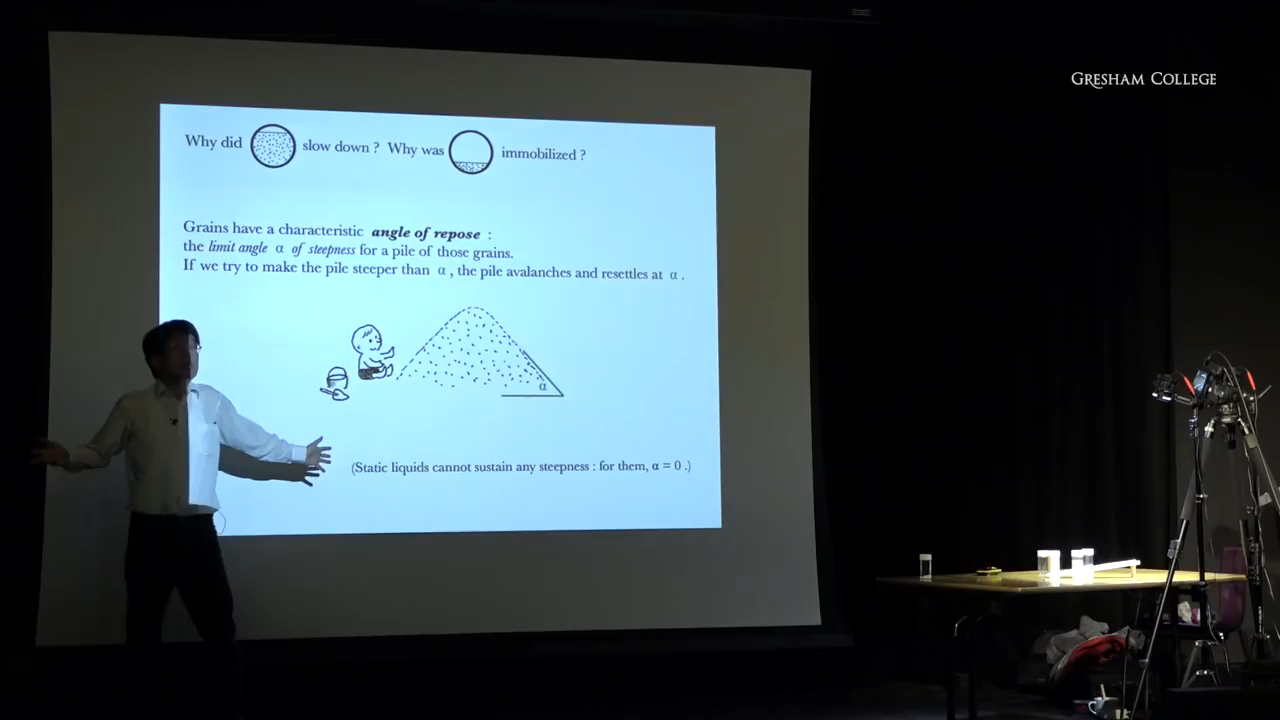 GRESHAM COLLEGE
Why did slow down ? Why was immobilized ?
Grains have a characteristic angle of repose :
the limit angle α of steepness for a pile of those grains.
If we try to make the pile steeper than α , the pile avalanches and resettles at α .
α
(Static liquids cannot sustain any steepness : for them, α = 0 .)